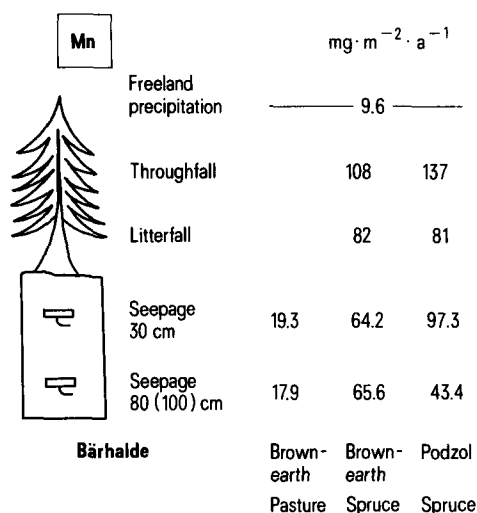 Mn mg·m⁻²·a⁻¹
Freeland
precipitation 9.6
Throughfall 108 137
Litterfall 82 81
Seepage
30 cm 19.3 64.2 97.3
Seepage
80 (100) cm 17.9 65.6 43.4
Bärhalde Brown- Brown- Podzol
earth earth
Pasture Spruce Spruce